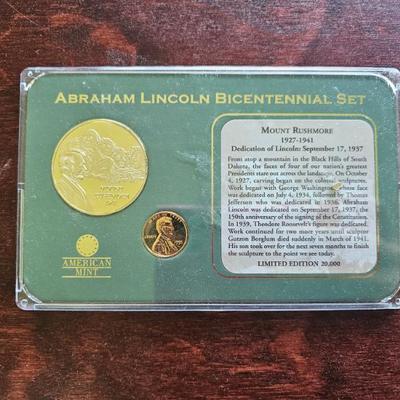 ABRAHAM LINCOLN BICENTENNIAL SET
MOUNT RUSHMORE
1927-1941
Dedication of Lincoln: September 17, 1937
From atop a mountain in the Black Hills of South
Dakota, the faces of four of our nation's greatest
Presidents stare out across the landscape. On October
4, 1927, carving began on the colossal sculptures.
Work began with George Washington, whose face
was dedicated on July 4, 1934, followed by Thomas
Jefferson who was dedicated in 1936. Abraham
Lincoln was dedicated on September 17, 1937, the
150th anniversary of the signing of the Constitution.
In 1939, Theodore Roosevelt's figure was dedicated.
Work continued for two more years until sculptor
Gutzon Borglum died suddenly in March of 1941.
His son took over for the next seven months to finish
the sculpture to the point we see today.
LIMITED EDITION 20,000
MOUNT
RUSHMORE
AMERICAN
MINT